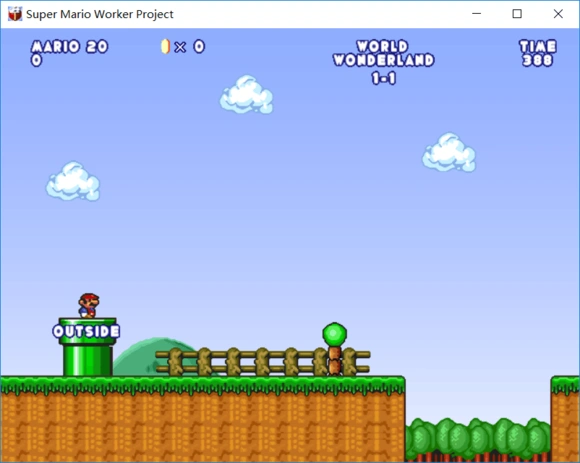 Super Mario Worker Project
MARIO 20
0
× 0
WORLD
WONDERLAND
1-1
TIME
388
OUTSIDE